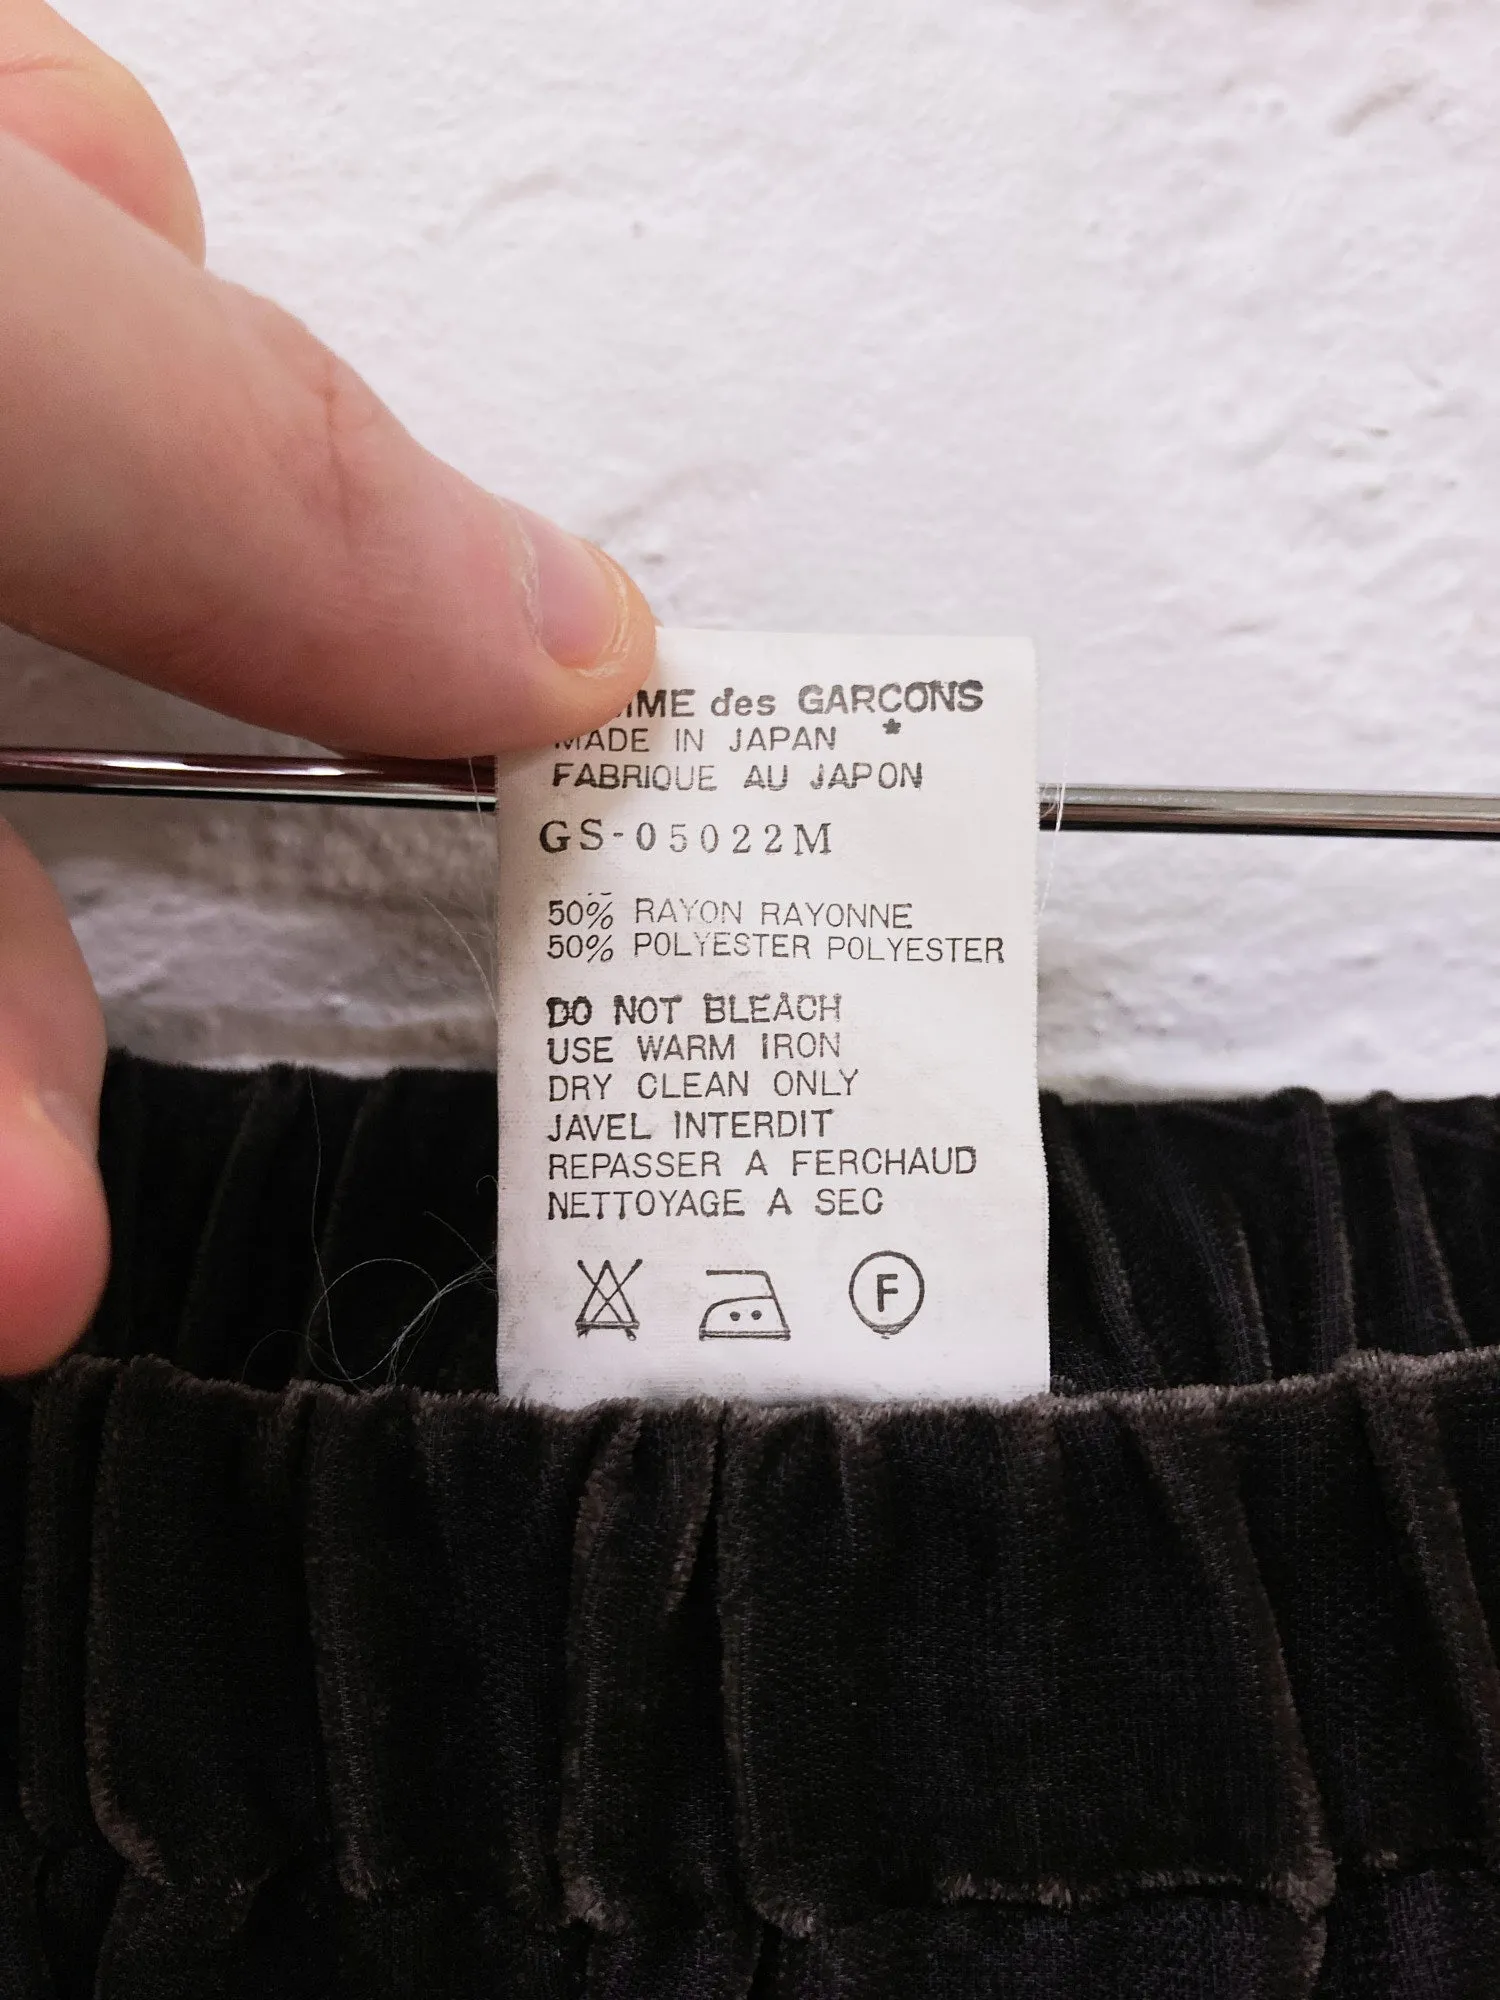 MME des GARCONS
MADE IN JAPAN *
FABRIQUE AU JAPON
GS-05022M
50% RAYON RAYONNE
50% POLYESTER POLYESTER
DO NOT BLEACH
USE WARM IRON
DRY CLEAN ONLY
JAVEL INTERDIT
REPASSER A FERCHAUD
NETTOYAGE A SEC
F